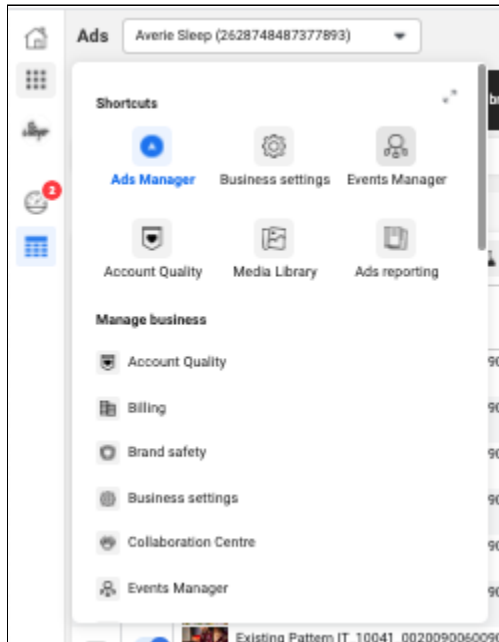 Ads Averie Sleep (2628748487377893)
Shortcuts
Ads Manager Business settings Events Manager
Account Quality Media Library Ads reporting
Manage business
Account Quality
Billing
Brand safety
Business settings
Collaboration Centre
Events Manager
2
Existing Pattern IT_10041_002009006009